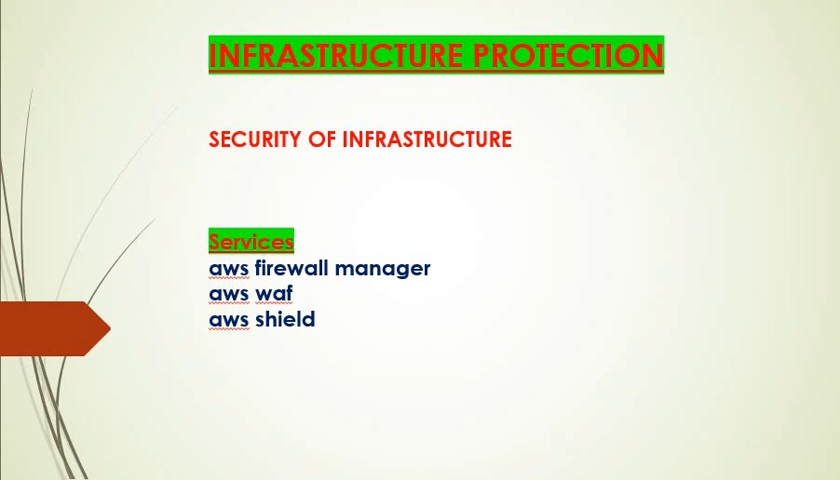 INFRASTRUCTURE PROTECTION
SECURITY OF INFRASTRUCTURE
Services
aws firewall manager
aws waf
aws shield